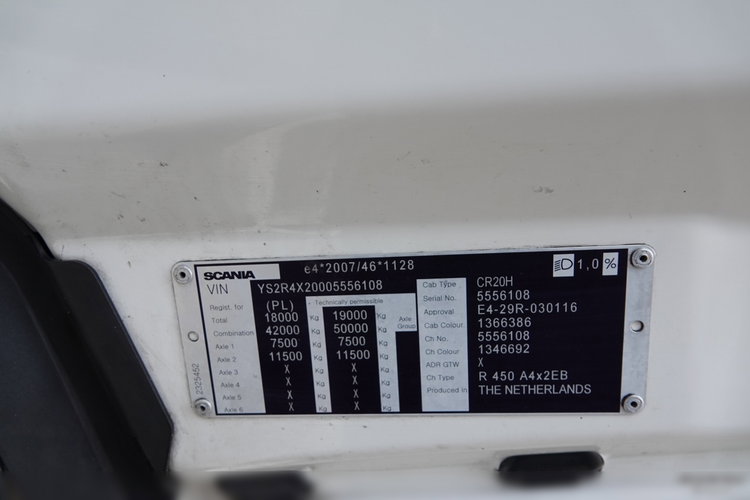 SCANIA e4*2007/46*1128 1,0 %
VIN YS2R4X20005556108 Cab Type CR20H
Regist. for (PL) Technically permissible Serial No. 5556108
Total 18000 Kg 19000 Kg Axle Group Approval E4-29R-030116
Combination 42000 Kg 50000 Kg Cab Colour 1366386
Axle 1 7500 Kg 7500 Kg Ch No. 5556108
Axle 2 11500 Kg 11500 Kg Ch Colour 1346692
Axle 3 X Kg X Kg ADR GTW X
Axle 4 X Kg X Kg Ch Type R 450 A4x2EB
Axle 5 X Kg X Kg Produced in THE NETHERLANDS
Axle 6 X Kg X Kg
2325452